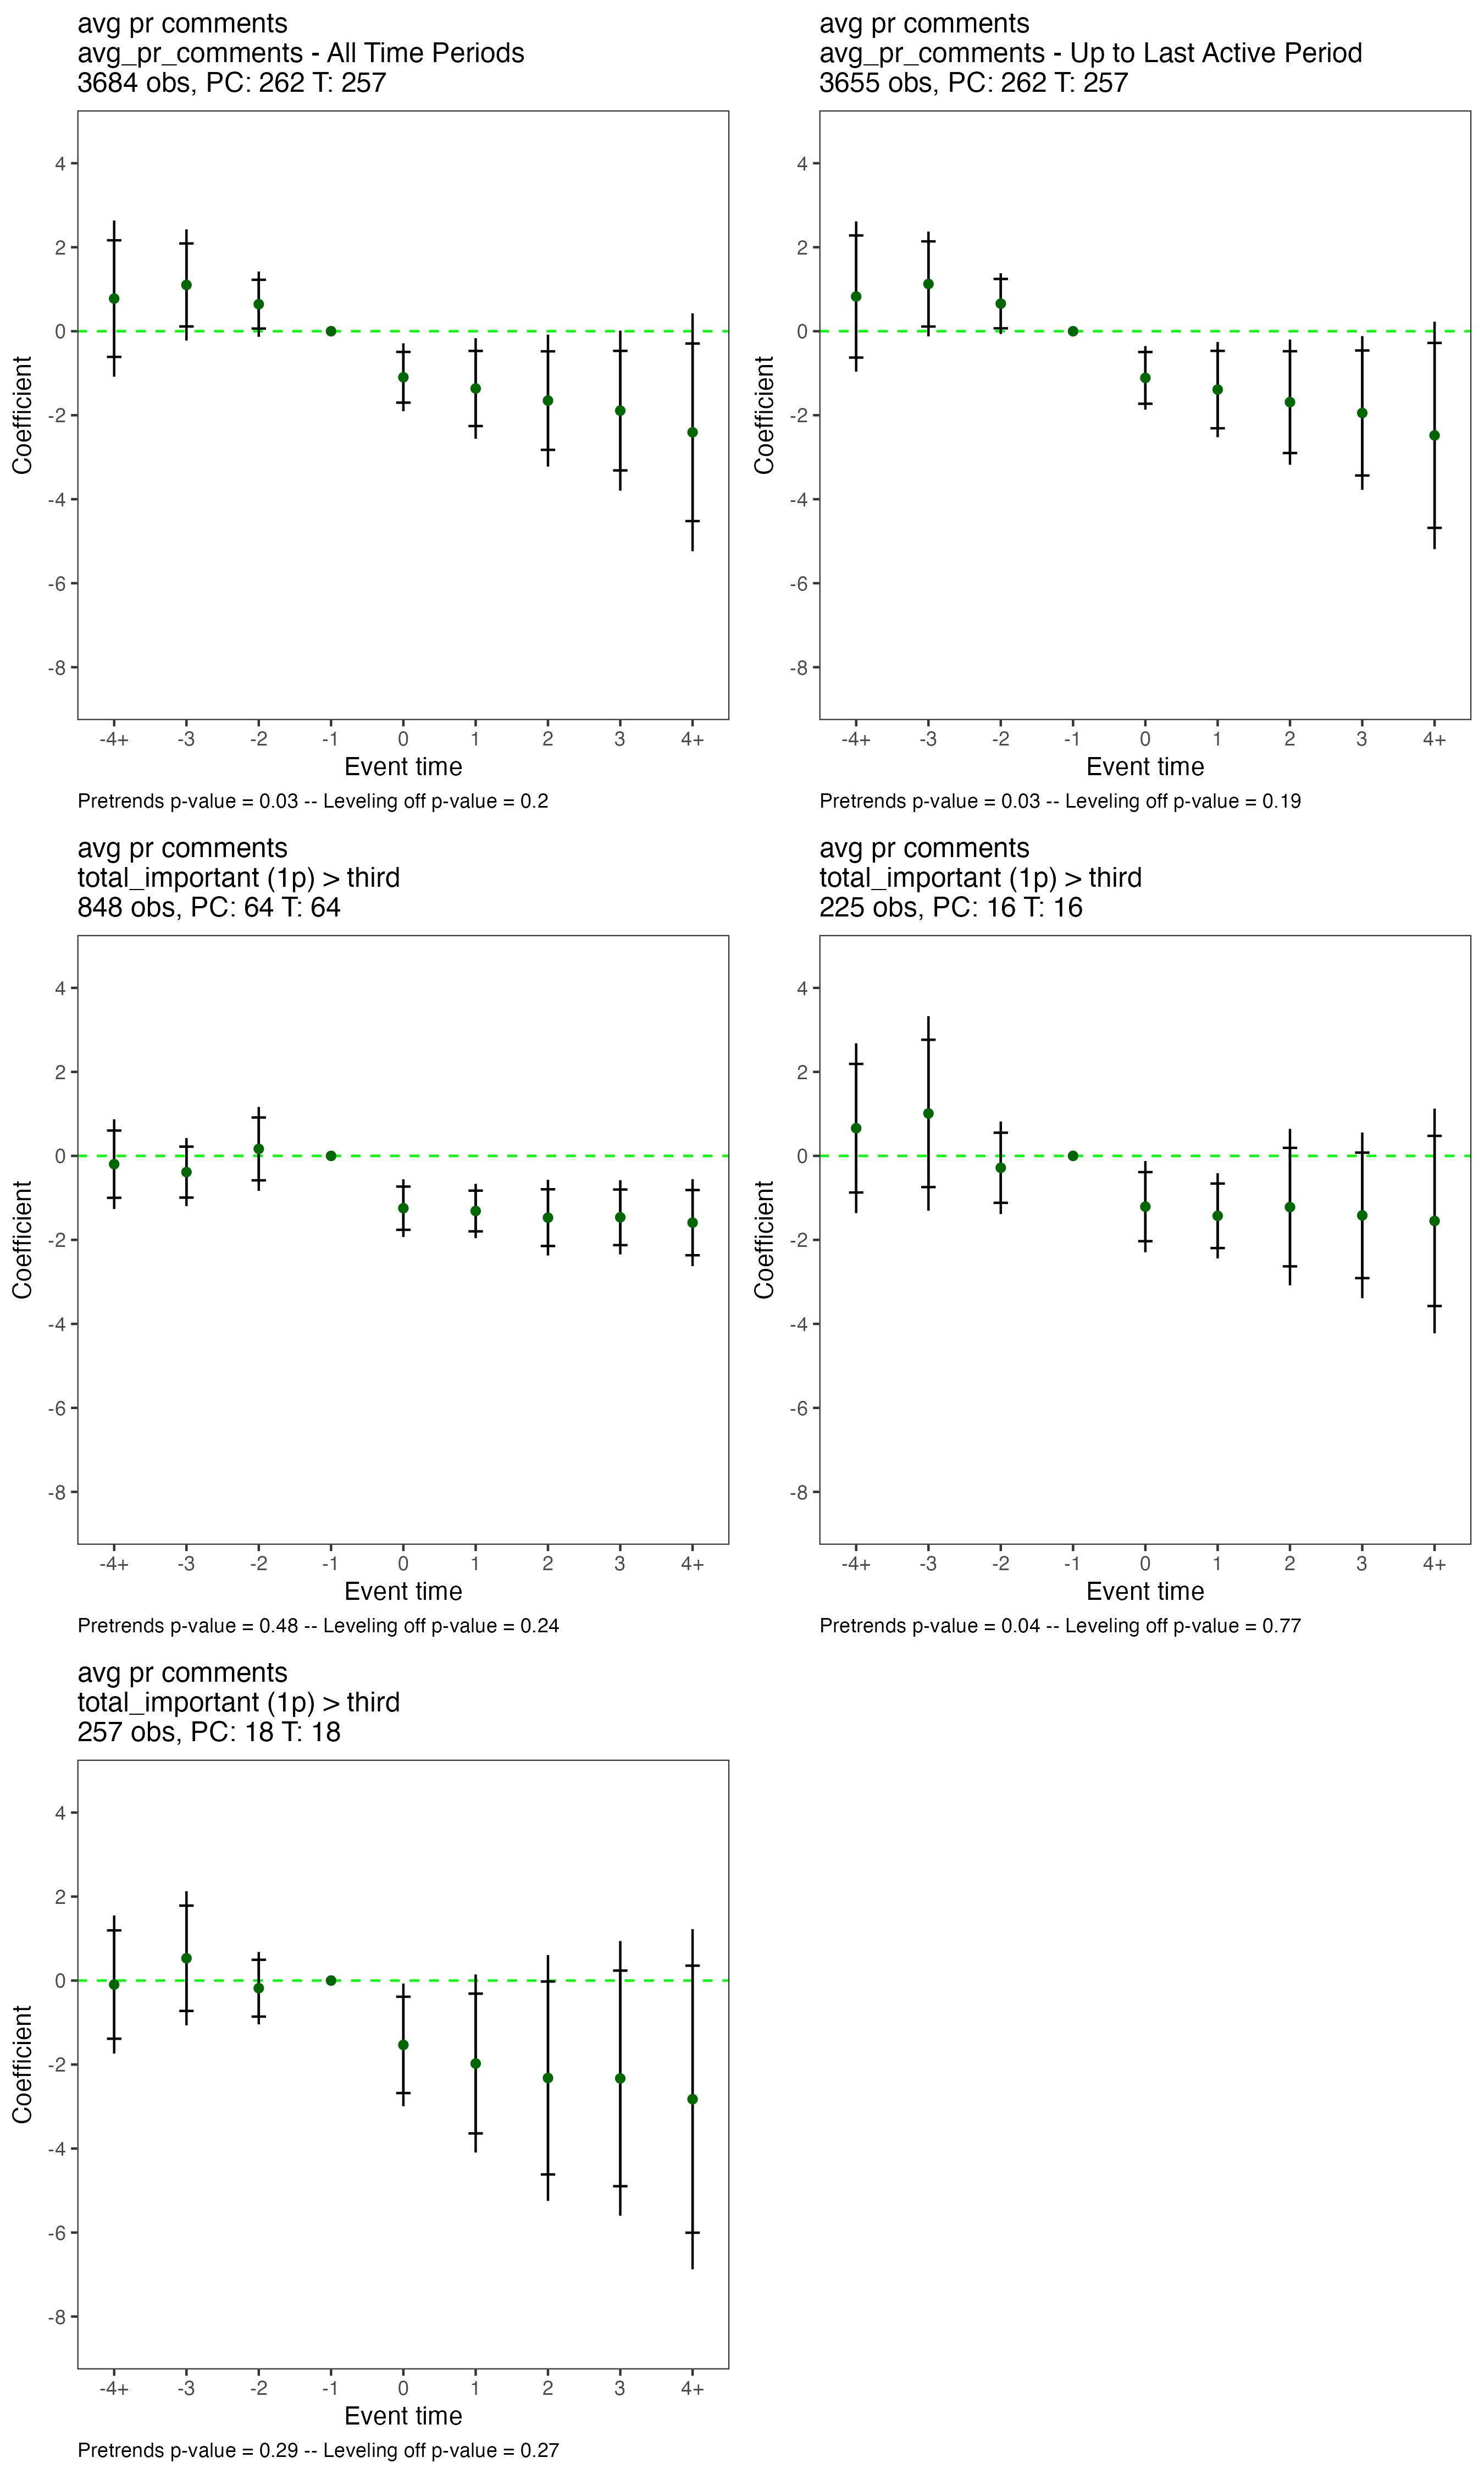 avg pr comments
avg_pr_comments - All Time Periods
3684 obs, PC: 262 T: 257
4
2
0
-2
-4
-6
-8
Coefficient
-4+ -3 -2 -1 0 1 2 3 4+
Event time
Pretrends p-value = 0.03 -- Leveling off p-value = 0.2
avg pr comments
avg_pr_comments - Up to Last Active Period
3655 obs, PC: 262 T: 257
4
2
0
-2
-4
-6
-8
Coefficient
-4+ -3 -2 -1 0 1 2 3 4+
Event time
Pretrends p-value = 0.03 -- Leveling off p-value = 0.19
avg pr comments
total_important (1p) > third
848 obs, PC: 64 T: 64
4
2
0
-2
-4
-6
-8
Coefficient
-4+ -3 -2 -1 0 1 2 3 4+
Event time
Pretrends p-value = 0.48 -- Leveling off p-value = 0.24
avg pr comments
total_important (1p) > third
225 obs, PC: 16 T: 16
4
2
0
-2
-4
-6
-8
Coefficient
-4+ -3 -2 -1 0 1 2 3 4+
Event time
Pretrends p-value = 0.04 -- Leveling off p-value = 0.77
avg pr comments
total_important (1p) > third
257 obs, PC: 18 T: 18
4
2
0
-2
-4
-6
-8
Coefficient
-4+ -3 -2 -1 0 1 2 3 4+
Event time
Pretrends p-value = 0.29 -- Leveling off p-value = 0.27